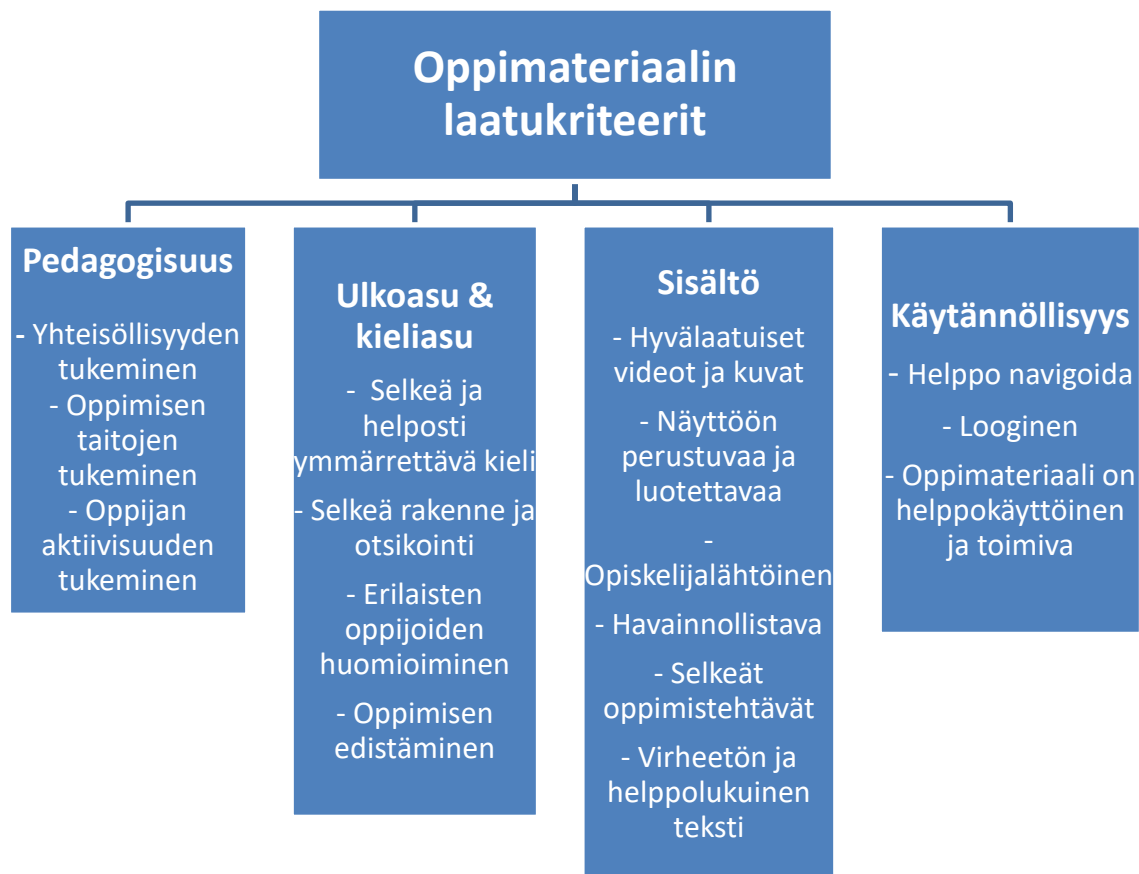 Oppimateriaalin
laatukriteerit
Pedagogisuus
- Yhteisöllisyyden
tukeminen
- Oppimisen
taitojen
tukeminen
- Oppijan
aktiivisuuden
tukeminen
Ulkoasu &
kieliasu
- Selkeä ja
helposti
ymmärrettävä kieli
- Selkeä rakenne ja
otsikointi
- Erilaisten
oppijoiden
huomioiminen
- Oppimisen
edistäminen
Sisältö
- Hyvälaatuiset
videot ja kuvat
- Näyttöön
perustuvaa ja
luotettavaa
-
Opiskelijalähtöinen
- Havainnollistava
- Selkeät
oppimistehtävät
- Virheetön ja
helppolukuinen
teksti
Käytännöllisyys
- Helppo navigoida
- Looginen
- Oppimateriaali on
helppokäyttöinen
ja toimiva